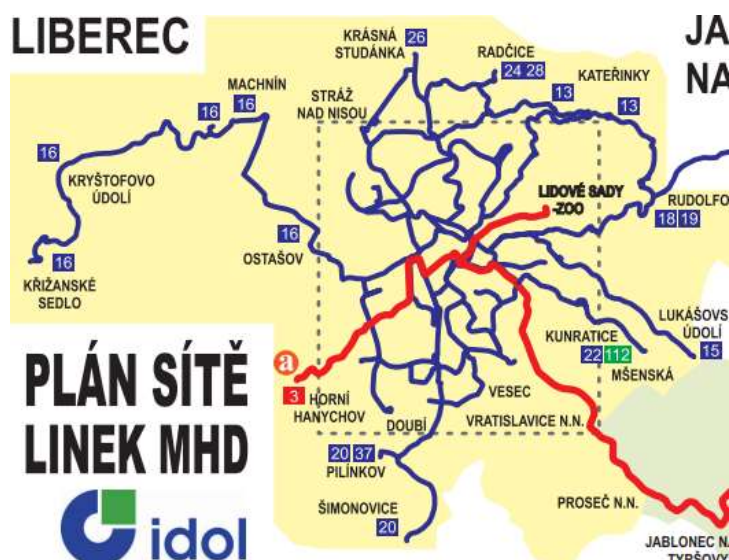 LIBEREC
KRÁSNÁ
STUDÁNKA
26
RADČICE
24 28
JA
NA
KATEŘINKY
13
13
MACHNÍN
16
16
STRÁŽ
NAD NISOU
16
KRYŠTOFOVO
ÚDOLÍ
LIDOVÉ SADY
-ZOO
RUDOLFO
18 19
16
OSTAŠOV
16
KŘIŽANSKÉ
SEDLO
LUKÁŠOVS
ÚDOLÍ
15
KUNRATICE
22 112
MŠENSKÁ
PLÁN SÍTĚ
LINEK MHD
a
3
HORNÍ
HANYCHOV
DOUBÍ
VESEC
VRATISLAVICE N.N.
20 37
PILÍNKOV
ŠIMONOVICE
20
PROSEČ N.N.
idol
JABLONEC N.
TYRŠOVY